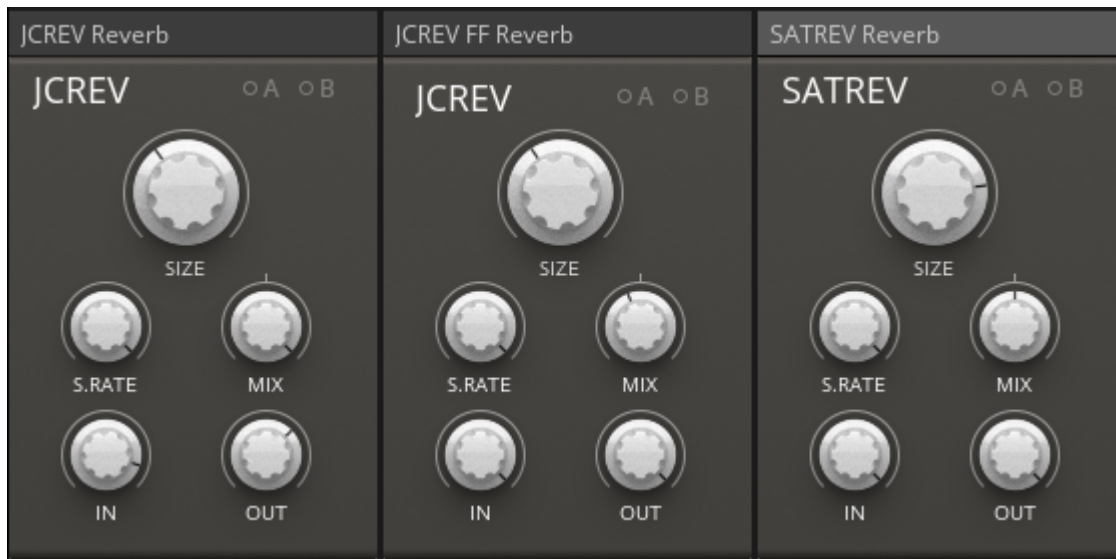 JCREV Reverb
JCREV
A B
SIZE
S.RATE MIX
IN OUT
JCREV FF Reverb
JCREV
A B
SIZE
S.RATE MIX
IN OUT
SATREV Reverb
SATREV
A B
SIZE
S.RATE MIX
IN OUT